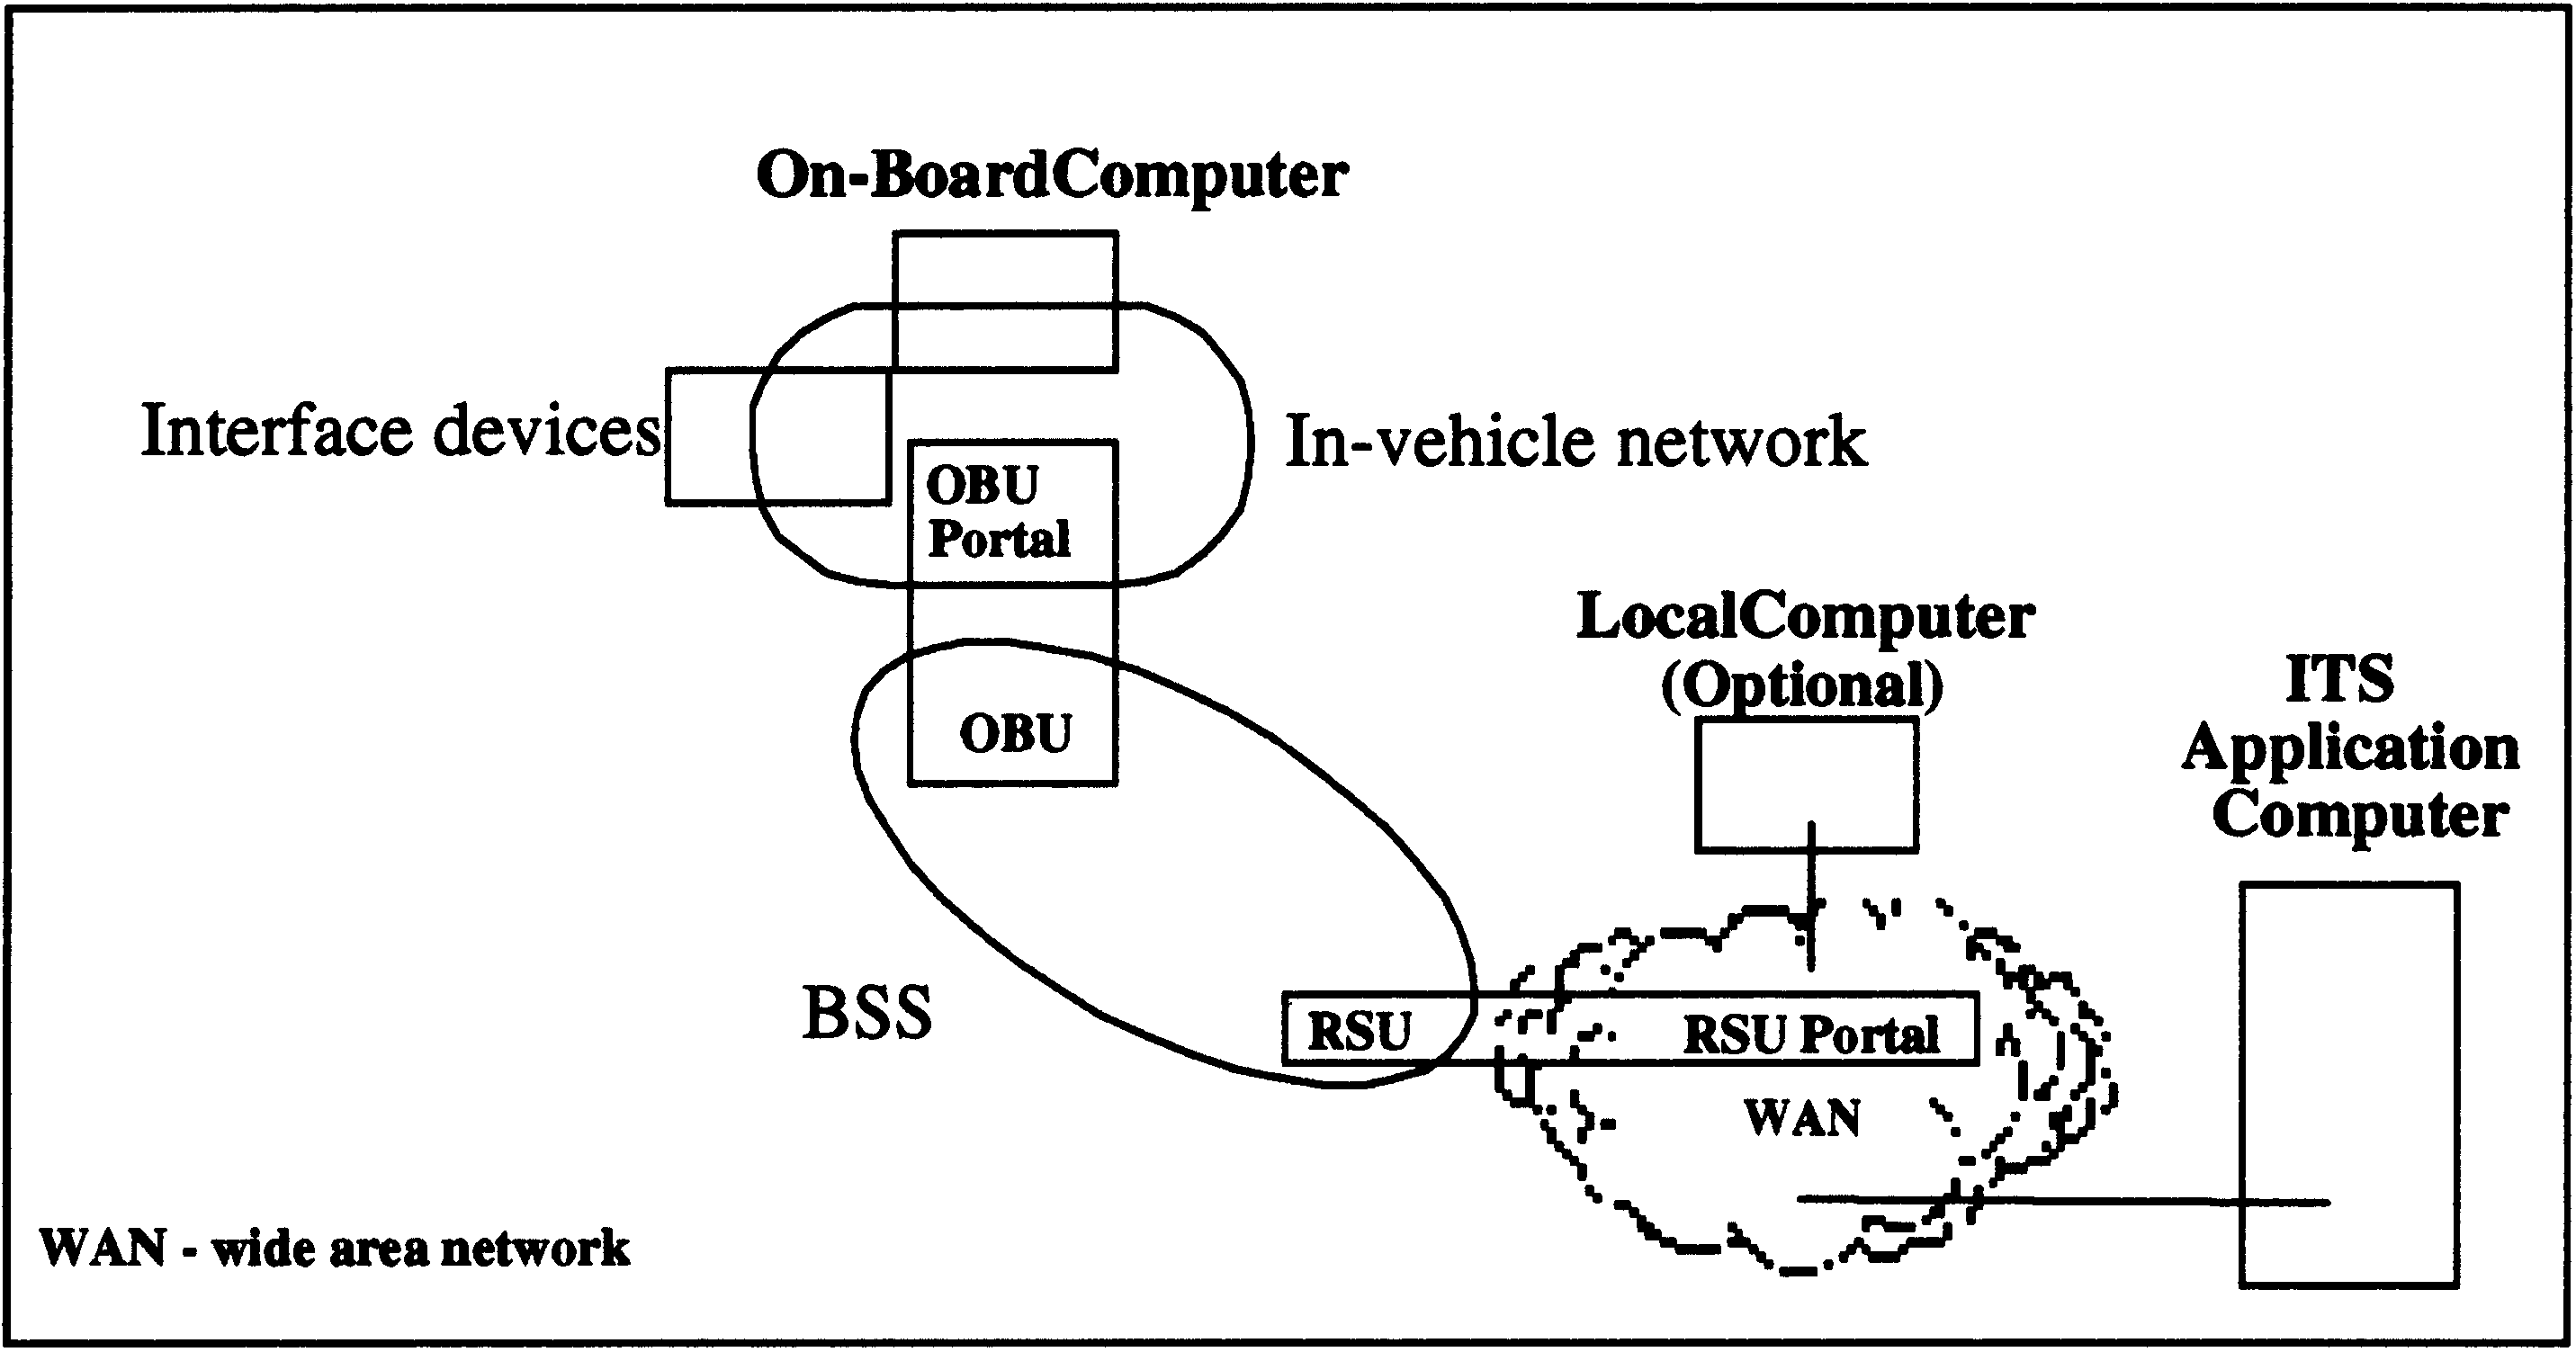 On-BoardComputer
Interface devices
In-vehicle network
OBU
Portal
OBU
LocalComputer
(Optional)
ITS
Application
Computer
BSS
RSU
RSU Portal
WAN
WAN - wide area network